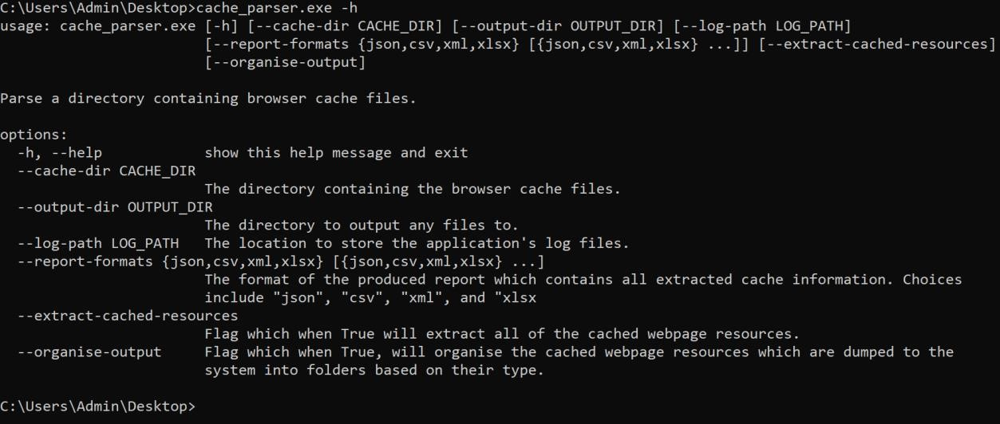 C:\Users\Admin\Desktop>cache_parser.exe -h
usage: cache_parser.exe [-h] [--cache-dir CACHE_DIR] [--output-dir OUTPUT_DIR] [--log-path LOG_PATH]
[--report-formats {json,csv,xml,xlsx} [{json,csv,xml,xlsx} ...]] [--extract-cached-resources]
[--organise-output]
Parse a directory containing browser cache files.
options:
-h, --help show this help message and exit
--cache-dir CACHE_DIR
The directory containing the browser cache files.
--output-dir OUTPUT_DIR
The directory to output any files to.
--log-path LOG_PATH The location to store the application's log files.
--report-formats {json,csv,xml,xlsx} [{json,csv,xml,xlsx} ...]
The format of the produced report which contains all extracted cache information. Choices
include "json", "csv", "xml", and "xlsx
--extract-cached-resources
Flag which when True will extract all of the cached webpage resources.
--organise-output Flag which when True, will organise the cached webpage resources which are dumped to the
system into folders based on their type.
C:\Users\Admin\Desktop>